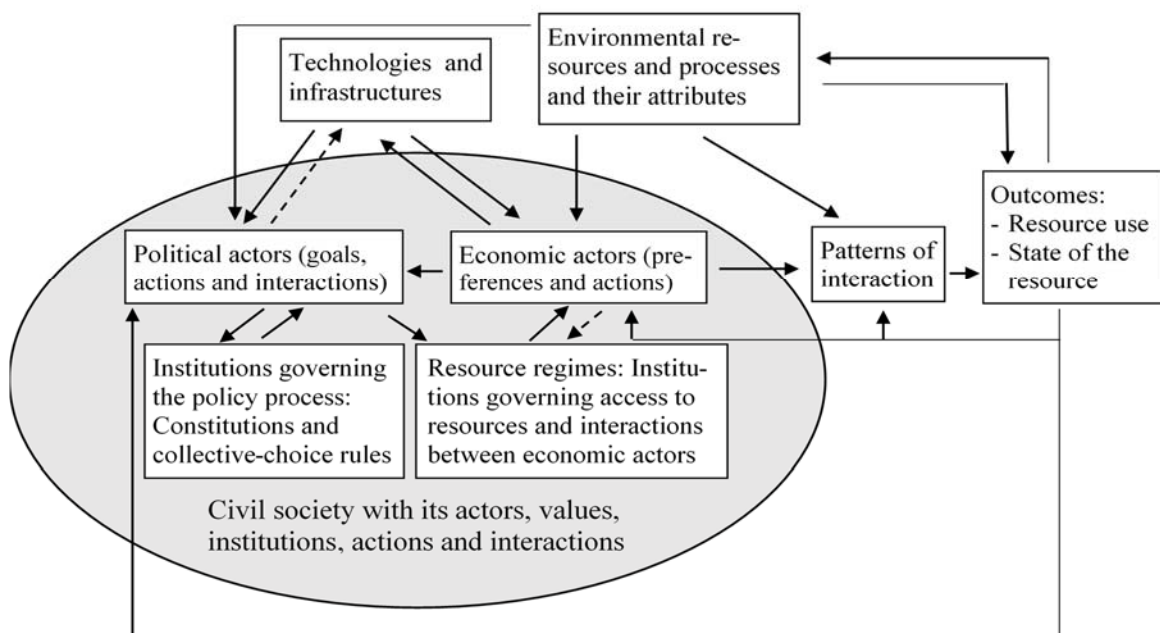 Technologies and
infrastructures
Environmental re-
sources and processes
and their attributes
Political actors (goals,
actions and interactions)
Economic actors (pre-
ferences and actions)
Patterns of
interaction
Outcomes:
- Resource use
- State of the
resource
Institutions governing
the policy process:
Constitutions and
collective-choice rules
Resource regimes: Institu-
tions governing access to
resources and interactions
between economic actors
Civil society with its actors, values,
institutions, actions and interactions